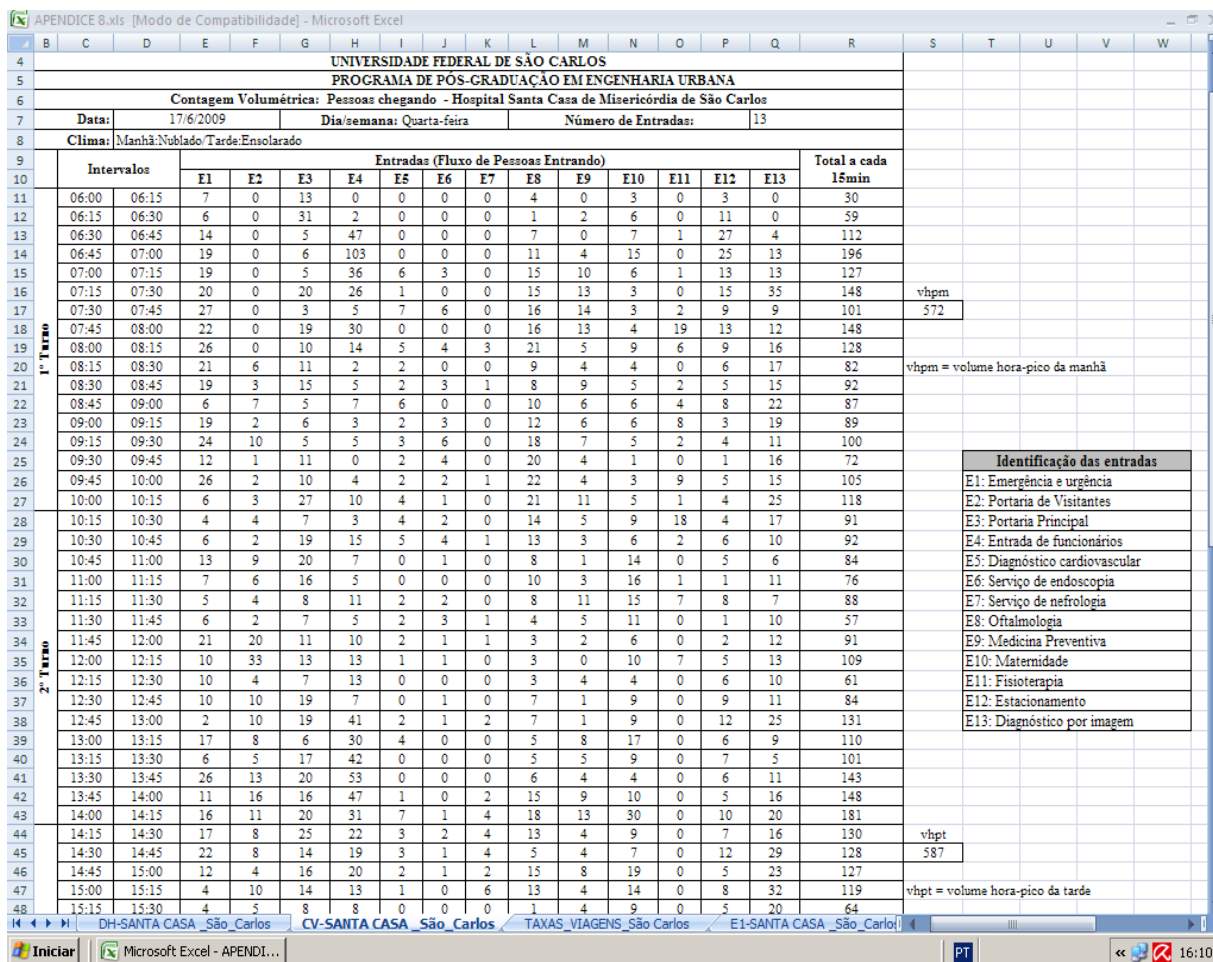 APENDICE 8.xls [Modo de Compatibilidade] - Microsoft Excel
B C D E F G H I J K L M N O P Q R S T U V W
4 UNIVERSIDADE FEDERAL DE SÃO CARLOS
5 PROGRAMA DE PÓS-GRADUAÇÃO EM ENGENHARIA URBANA
6 Contagem Volumétrica: Pessoas chegando - Hospital Santa Casa de Misericórdia de São Carlos
7 Data: 17/6/2009 Dia/semana: Quarta-feira Número de Entradas: 13
8 Clima: Manhã:Nublado/Tarde:Ensolarado
9 Intervalos Entradas (Fluxo de Pessoas Entrando) Total a cada
10 E1 E2 E3 E4 E5 E6 E7 E8 E9 E10 E11 E12 E13 15min
1º Turno
11 06:00 06:15 7 0 13 0 0 0 0 4 0 3 0 3 0 30
12 06:15 06:30 6 0 31 2 0 0 0 1 2 6 0 11 0 59
13 06:30 06:45 14 0 5 47 0 0 0 7 0 7 1 27 4 112
14 06:45 07:00 19 0 6 103 0 0 0 11 4 15 0 25 13 196
15 07:00 07:15 19 0 5 36 6 3 0 15 10 6 1 13 13 127
16 07:15 07:30 20 0 20 26 1 0 0 15 13 3 0 15 35 148 vhpm
17 07:30 07:45 27 0 3 5 7 6 0 16 14 3 2 9 9 101 572
18 07:45 08:00 22 0 19 30 0 0 0 16 13 4 19 13 12 148
19 08:00 08:15 26 0 10 14 5 4 3 21 5 9 6 9 16 128
20 08:15 08:30 21 6 11 2 2 0 0 9 4 4 0 6 17 82 vhpm = volume hora-pico da manhã
21 08:30 08:45 19 3 15 5 2 3 1 8 9 5 2 5 15 92
22 08:45 09:00 6 7 5 7 6 0 0 10 6 6 4 8 22 87
23 09:00 09:15 19 2 6 3 2 3 0 12 6 6 8 3 19 89
24 09:15 09:30 24 10 5 5 3 6 0 18 7 5 2 4 11 100
25 09:30 09:45 12 1 11 0 2 4 0 20 4 1 0 1 16 72 Identificação das entradas
26 09:45 10:00 26 2 10 4 2 2 1 22 4 3 9 5 15 105 E1: Emergência e urgência
27 10:00 10:15 6 3 27 10 4 1 0 21 11 5 1 4 25 118 E2: Portaria de Visitantes
2º Turno
28 10:15 10:30 4 4 7 3 4 2 0 14 5 9 18 4 17 91 E3: Portaria Principal
29 10:30 10:45 6 2 19 15 5 4 1 13 3 6 2 6 10 92 E4: Entrada de funcionários
30 10:45 11:00 13 9 20 7 0 1 0 8 1 14 0 5 6 84 E5: Diagnóstico cardiovascular
31 11:00 11:15 7 6 16 5 0 0 0 10 3 16 1 1 11 76 E6: Serviço de endoscopia
32 11:15 11:30 5 4 8 11 2 2 0 8 11 15 7 8 7 88 E7: Serviço de nefrologia
33 11:30 11:45 6 2 7 5 2 3 1 4 5 11 0 1 10 57 E8: Oftalmologia
34 11:45 12:00 21 20 11 10 2 1 1 3 2 6 0 2 12 91 E9: Medicina Preventiva
35 12:00 12:15 10 33 13 13 1 1 0 3 0 10 7 5 13 109 E10: Maternidade
36 12:15 12:30 10 4 7 13 0 0 0 3 4 4 0 6 10 61 E11: Fisioterapia
37 12:30 12:45 10 10 19 7 0 1 0 7 1 9 0 9 11 84 E12: Estacionamento
38 12:45 13:00 2 10 19 41 2 1 2 7 1 9 0 12 25 131 E13: Diagnóstico por imagem
39 13:00 13:15 17 8 6 30 4 0 0 5 8 17 0 6 9 110
40 13:15 13:30 6 5 17 42 0 0 0 5 5 9 0 7 5 101
41 13:30 13:45 26 13 20 53 0 0 0 6 4 4 0 6 11 143
42 13:45 14:00 11 16 16 47 1 0 2 15 9 10 0 5 16 148
43 14:00 14:15 16 11 20 31 7 1 4 18 13 30 0 10 20 181
44 14:15 14:30 17 8 25 22 3 2 4 13 4 9 0 7 16 130 vhpt
45 14:30 14:45 22 8 14 19 3 1 4 5 4 7 0 12 29 128 587
46 14:45 15:00 12 4 16 20 2 1 2 15 8 19 0 5 23 127
47 15:00 15:15 4 10 14 13 1 0 6 13 4 14 0 8 32 119 vhpt = volume hora-pico da tarde
48 15:15 15:30 4 5 8 8 0 0 0 1 4 9 0 5 20 64
DH-SANTA CASA _São_Carlos CV-SANTA CASA _São_Carlos TAXAS_VIAGENS_São Carlos E1-SANTA CASA _São_Carlo
Iniciar Microsoft Excel - APENDI... PT 16:10